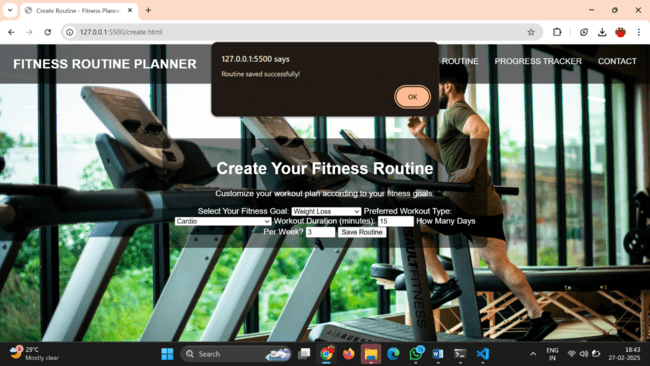 Create Routine - Fitness Planne
127.0.0.1:5500/create.html
127.0.0.1:5500 says
Routine saved successfully!
OK
FITNESS ROUTINE PLANNER
ROUTINE
PROGRESS TRACKER
CONTACT
Create Your Fitness Routine
Customize your workout plan according to your fitness goals.
Select Your Fitness Goal: Weight Loss Preferred Workout Type:
Cardio Workout Duration (minutes): 15 How Many Days
Per Week? 3 Save Routine
29°C
Mostly clear
Search
ENG
IN
18:43
27-02-2025